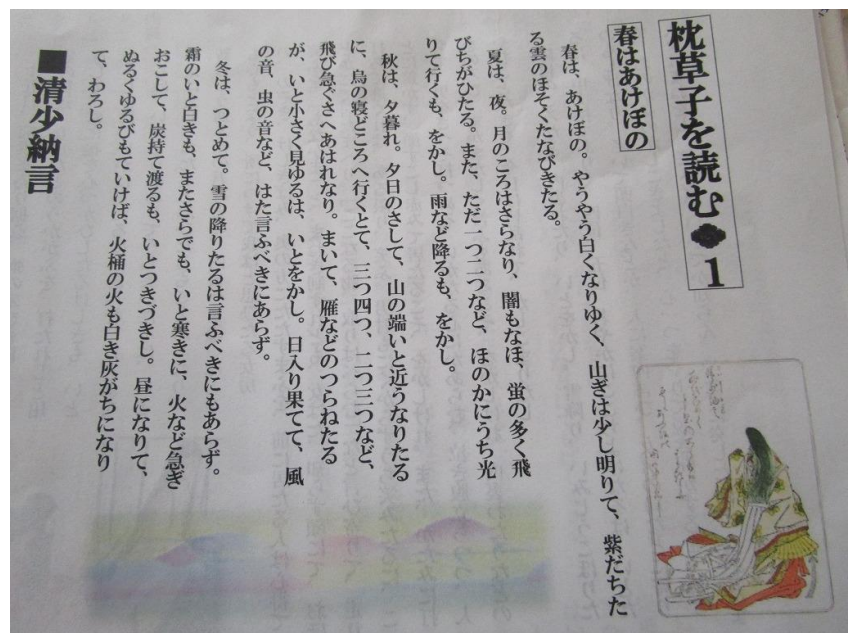 枕草子を読む 1
春はあけぼの
春は、あけぼの。やうやう白くなりゆく、山ぎは少し明りて、紫だちた
る雲のほそくたなびきたる。
夏は、夜。月のころはさらなり、闇もなほ、蛍の多く飛
びちがひたる。また、ただ一つ二つなど、ほのかにうち光
りて行くも、をかし。雨など降るも、をかし。
秋は、夕暮れ。夕日のさして、山の端いと近うなりたる
に、烏の寝どころへ行くとて、三つ四つ、二つ三つなど、
飛び急ぐさへあはれなり。まいて、雁などのつらねたる
が、いと小さく見ゆるは、いとをかし。日入り果てて、風
の音、虫の音など、はた言ふべきにあらず。
冬は、つとめて。雪の降りたるは言ふべきにもあらず。
霜のいと白きも、またさらでも、いと寒きに、火など急ぎ
おこして、炭持て渡るも、いとつきづきし。昼になりて、
ぬるくゆるびもていけば、火桶の火も白き灰がちになり
て、わろし。
■清少納言